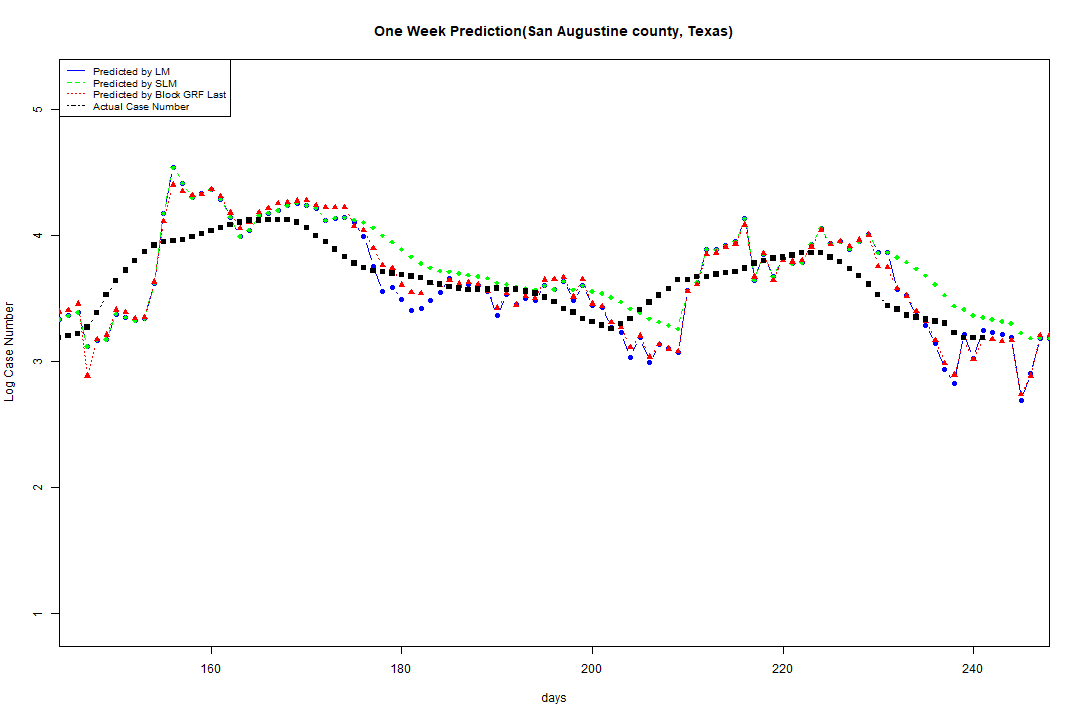 One Week Prediction(San Augustine county, Texas)
Predicted by LM
Predicted by SLM
Predicted by Block GRF Last
Actual Case Number
5
4
3
2
1
Log Case Number
160 180 200 220 240
days